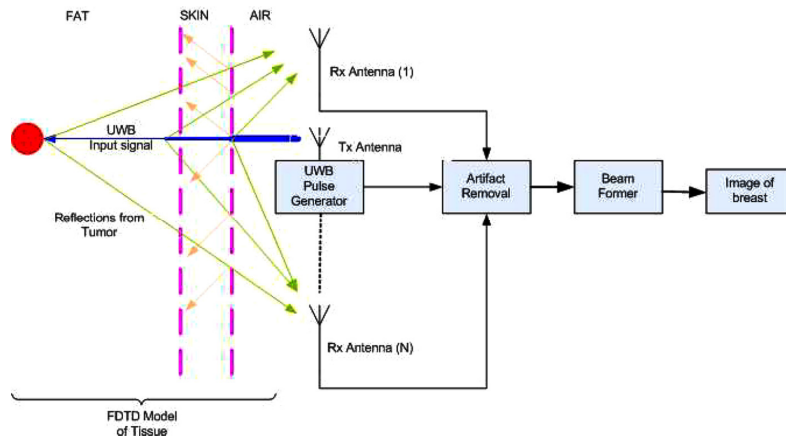 FAT
SKIN
AIR
Rx Antenna (1)
UWB
Input signal
Tx Antenna
UWB
Pulse
Generator
Artifact
Removal
Beam
Former
Image of
breast
Reflections from
Tumor
Rx Antenna (N)
FDTD Model
of Tissue